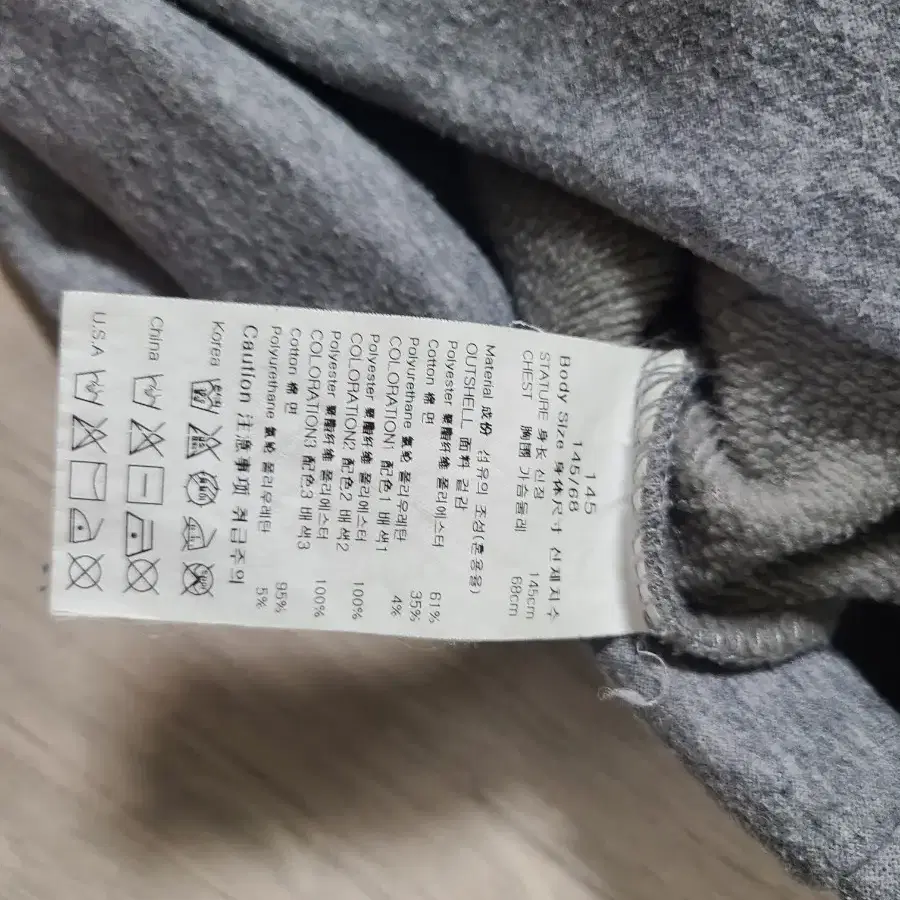 145
145/68
Body Size 身体尺寸 신체치수
STATURE 身长 신장 145cm
CHEST 胸围 가슴둘레 68cm
Material 成份 섬유의 조성(혼용율)
OUTSHELL 面料 겉감
Polyester 聚酯纤维 폴리에스터 61%
Cotton 棉 면 35%
Polyurethane 氨纶 폴리우레탄 4%
COLORATION1 配色1 배색1
Polyester 聚酯纤维 폴리에스터 100%
COLORATION2 配色2 배색2
Polyester 聚酯纤维 폴리에스터 100%
COLORATION3 配色3 배색3
Cotton 棉 면 95%
Polyurethane 氨纶 폴리우레탄 5%
Caution 注意事项 취급주의
Korea
China
U.S.A